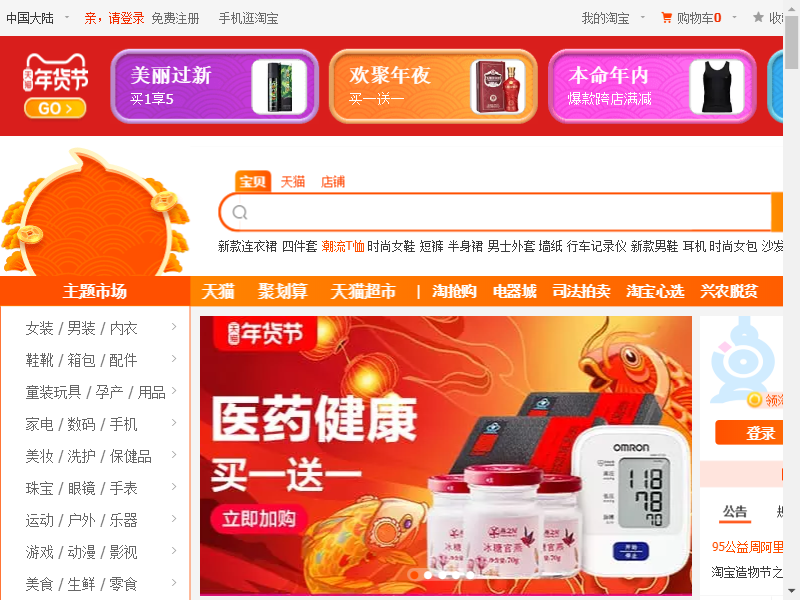 中国大陆 亲，请登录 免费注册 手机逛淘宝 我的淘宝 购物车0
天猫年货节
GO >
美丽过新
买1享5
欢聚年夜
买一送一
本命年内
爆款跨店满减
宝贝 天猫 店铺
新款连衣裙 四件套 潮流T恤 时尚女鞋 短裤 半身裙 男士外套 墙纸 行车记录仪 新款男鞋 耳机 时尚女包 沙发
主题市场 天猫 聚划算 天猫超市 | 淘抢购 电器城 司法拍卖 淘宝心选 兴农脱贫
女装 / 男装 / 内衣
鞋靴 / 箱包 / 配件
童装玩具 / 孕产 / 用品
家电 / 数码 / 手机
美妆 / 洗护 / 保健品
珠宝 / 眼镜 / 手表
运动 / 户外 / 乐器
游戏 / 动漫 / 影视
美食 / 生鲜 / 零食
天猫年货节
医药健康
买一送一
立即加购
OMRON
118
78
70
开始
停止
冰糖官燕
净含量:70g
登录
公告
95公益周阿里
淘宝造物节之